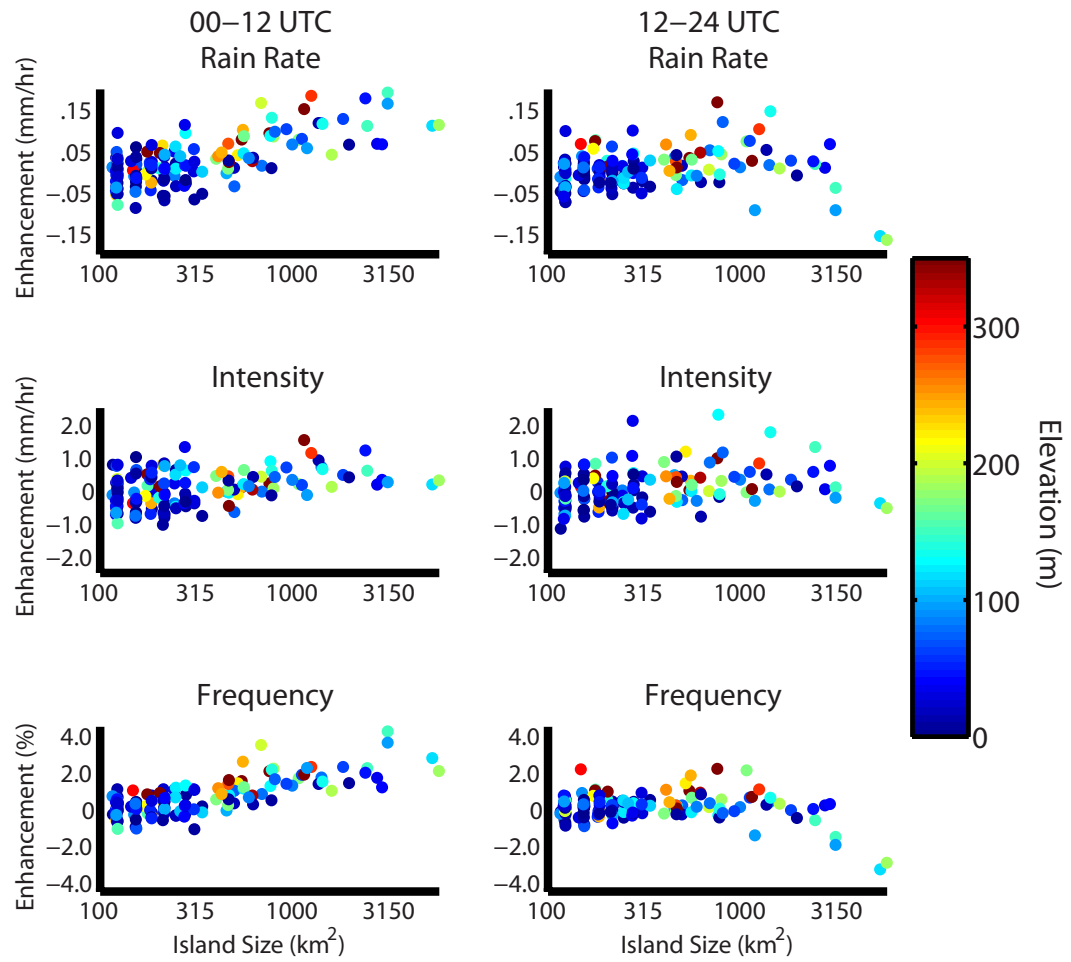 00−12 UTC
Rain Rate
12−24 UTC
Rain Rate
Enhancement (mm/hr)
.15
.05
−.05
−.15
100 315 1000 3150
.15
.05
−.05
−.15
100 315 1000 3150
Intensity
Intensity
Enhancement (mm/hr)
2.0
1.0
0
−1.0
−2.0
100 315 1000 3150
2.0
1.0
0
−1.0
−2.0
100 315 1000 3150
Frequency
Frequency
Enhancement (%)
4.0
2.0
0
−2.0
−4.0
100 315 1000 3150
Island Size (km²)
4.0
2.0
0
−2.0
−4.0
100 315 1000 3150
Island Size (km²)
300
200
100
0
Elevation (m)